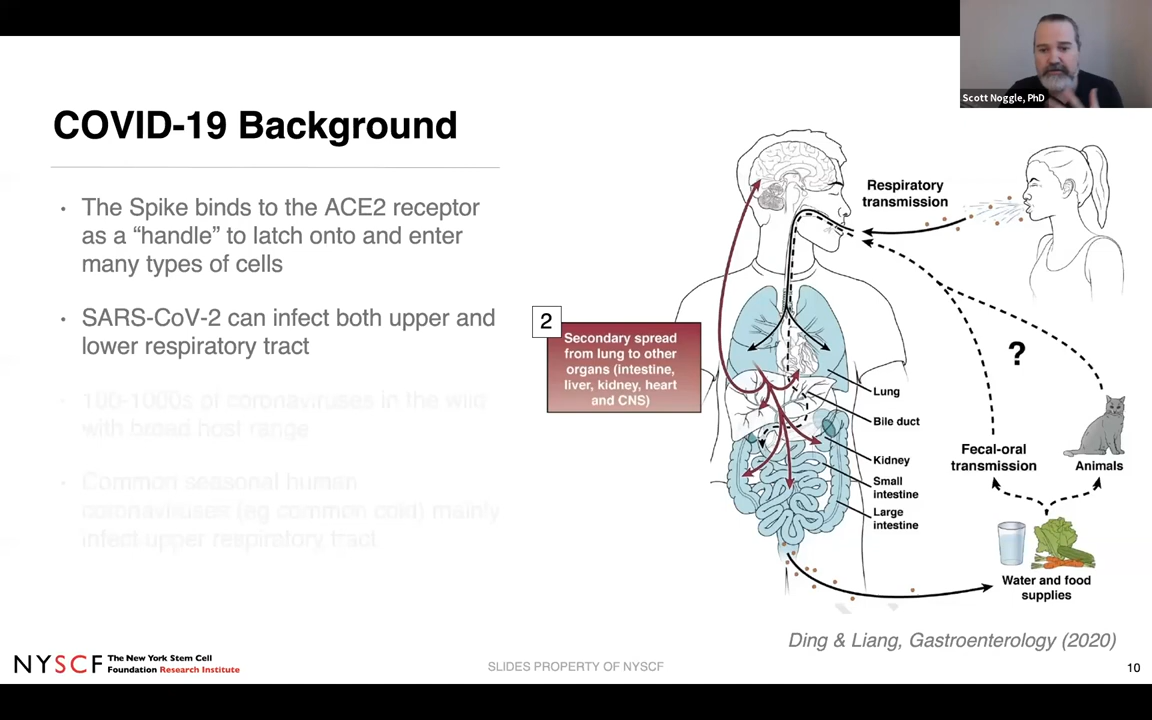 Scott Noggle, PhD
COVID-19 Background
• The Spike binds to the ACE2 receptor
as a “handle” to latch onto and enter
many types of cells
• SARS-CoV-2 can infect both upper and
lower respiratory tract
• 100-1000s of coronaviruses in the wild
with broad host range
• Common seasonal human
coronaviruses (eg common cold) mainly
infect upper respiratory tract
2
Secondary spread
from lung to other
organs (intestine,
liver, kidney, heart
and CNS)
Respiratory
transmission
?
Lung
Bile duct
Kidney
Small
intestine
Large
intestine
Fecal-oral
transmission
Animals
Water and food
supplies
Ding & Liang, Gastroenterology (2020)
NYSCF
The New York Stem Cell
Foundation Research Institute
SLIDES PROPERTY OF NYSCF
10